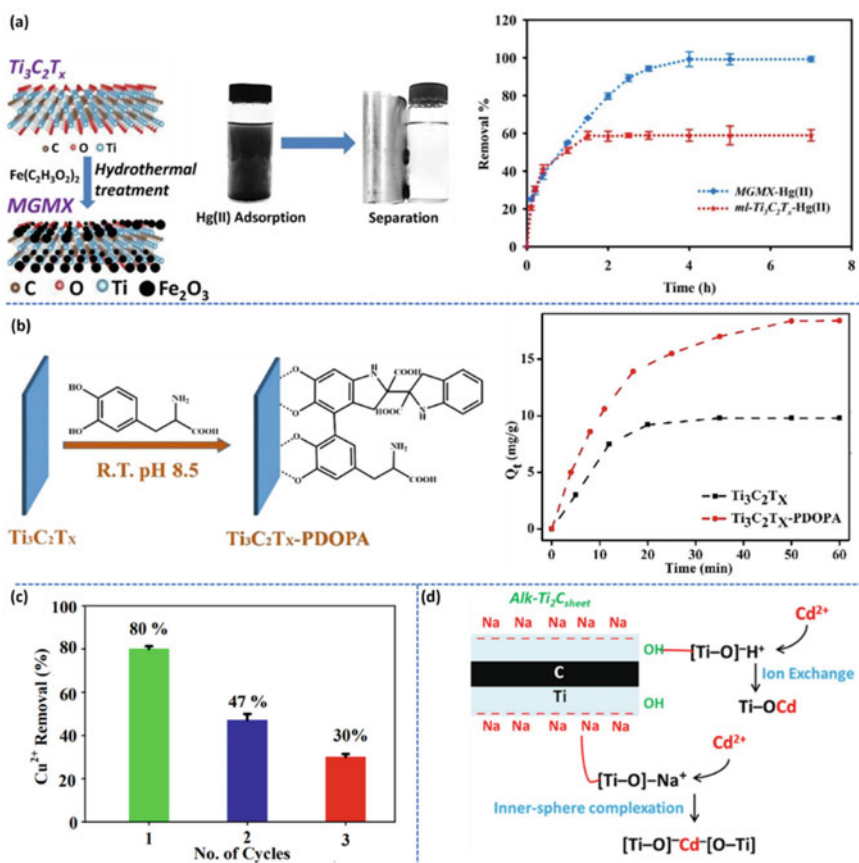 (a)
Ti₃C₂Tₓ
C O Ti
Fe(C₂H₃O₂)₂
Hydrothermal
treatment
MGMX
C O Ti Fe₂O₃
Hg(II) Adsorption
Separation
Removal %
120
100
80
60
40
20
0
MGMX-Hg(II)
ml-Ti₃C₂Tₓ-Hg(II)
0 2 4 6 8
Time (h)
(b)
HO
HO
NH₂
COOH
R.T. pH 8.5
Ti₃C₂Tx
O
O
O
O
H
N
COOH
HOOC
N
H
NH₂
COOH
Ti₃C₂Tx-PDOPA
Qₜ (mg/g)
15
10
5
0
Ti₃C₂TX
Ti₃C₂TX-PDOPA
0 10 20 30 40 50 60
Time (min)
(c)
Cu²⁺ Removal (%)
100
80
60
40
20
0
80 %
47 %
30%
1 2 3
No. of Cycles
(d)
Alk-Ti₂Csheet
Na Na Na Na Na
C
Ti
OH
OH
Na Na Na Na Na
Cd²⁺
[Ti–O]⁻H⁺
Ion Exchange
Ti–OCd
Cd²⁺
[Ti–O]–Na⁺
Inner-sphere complexation
[Ti–O]⁻Cd⁻[O–Ti]